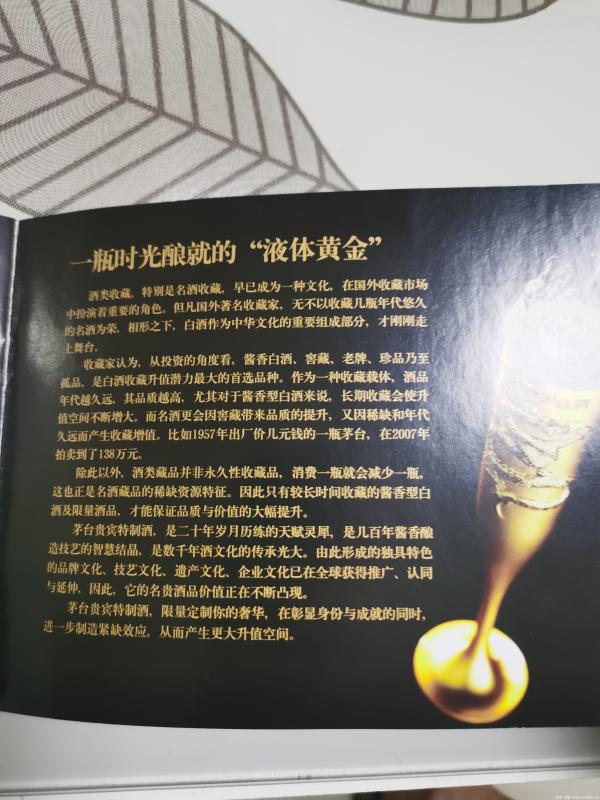 一瓶时光酿就的“液体黄金”
酒类收藏，特别是名酒收藏，早已成为一种文化，在国外收藏市场
中扮演着重要的角色。但凡国外著名收藏家，无不以收藏几瓶年代悠久
的名酒为荣。相形之下，白酒作为中华文化的重要组成部分，才刚刚走
上舞台。
收藏家认为，从投资的角度看，酱香白酒、窖藏、老牌、珍品乃至
孤品，是白酒收藏升值潜力最大的首选品种。作为一种收藏载体，酒品
年代越久远，其品质越高，尤其对于酱香型白酒来说，长期收藏会使升
值空间不断增大。而名酒更会因窖藏带来品质的提升，又因稀缺和年代
久远而产生收藏增值。比如1957年出厂价几元钱的一瓶茅台，在2007年
拍卖到了138万元。
除此以外，酒类藏品并非永久性收藏品，消费一瓶就会减少一瓶，
这也正是名酒藏品的稀缺资源特征。因此只有较长时间收藏的酱香型白
酒及限量酒品，才能保证品质与价值的大幅提升。
茅台贵宾特制酒，是二十年岁月历练的天赋灵犀，是几百年酱香酿
造技艺的智慧结晶，是数千年酒文化的传承光大。由此形成的独具特色
的品牌文化、技艺文化、遗产文化、企业文化已在全球获得推广、认同
与延伸，因此，它的名贵酒品价值正在不断凸现。
茅台贵宾特制酒，限量定制你的奢华，在彰显身份与成就的同时，
进一步制造紧缺效应，从而产生更大升值空间。